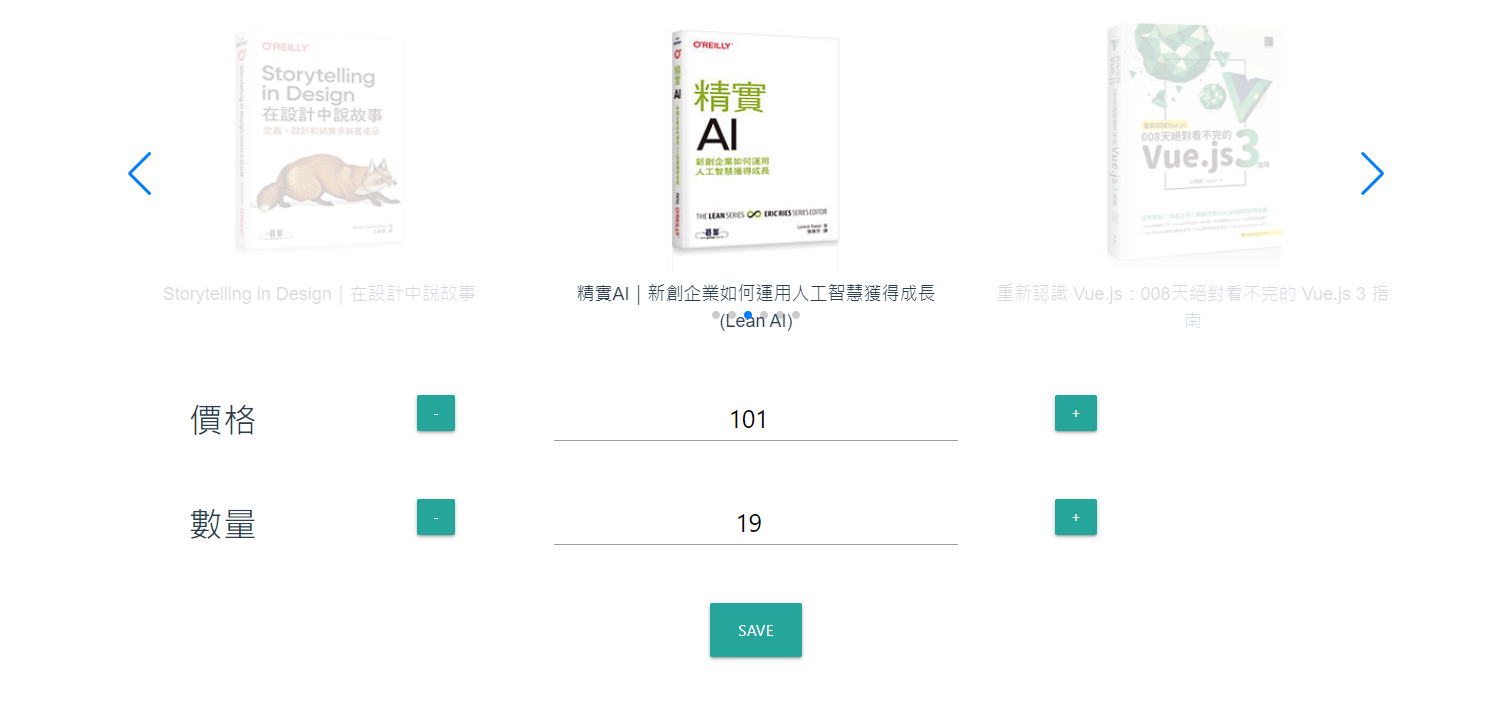 O'REILLY
Storytelling
in Design
在設計中說故事
定義、設計和銷售多裝置產品
O'REILLY
精實
AI
新創企業如何運用
人工智慧獲得成長
THE LEAN SERIES
ERIC RIES SERIES EDITOR
重新認識Vue.js
008天絕對看不完的
Vue.js 3
指南
Storytelling in Design｜在設計中說故事
精實AI｜新創企業如何運用人工智慧獲得成長
(Lean AI)
重新認識 Vue.js：008天絕對看不完的 Vue.js 3 指
南
價格
-
101
+
數量
-
19
+
SAVE